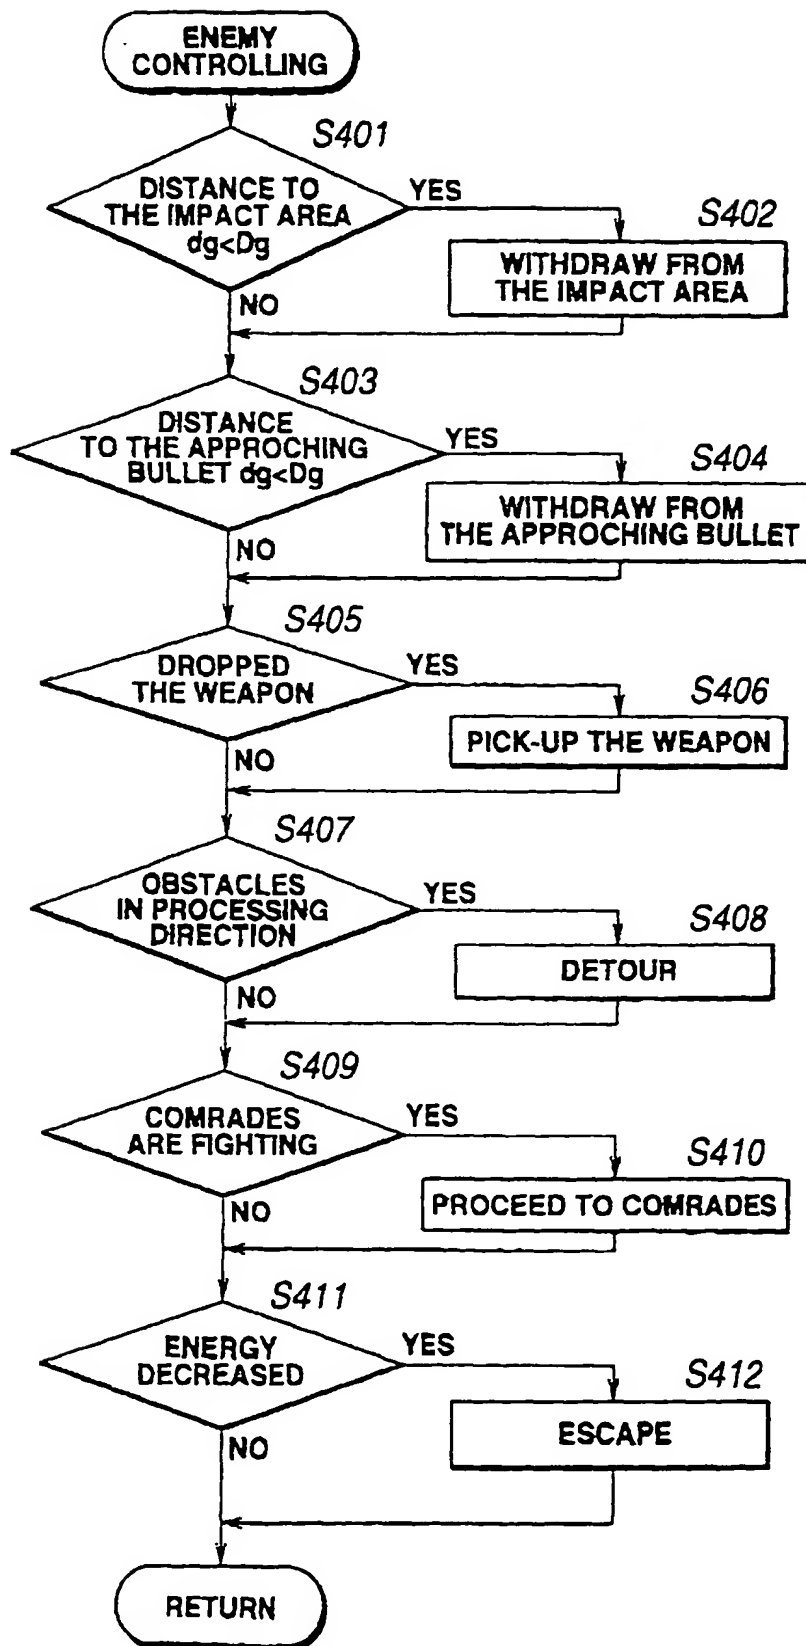 ENEMY
CONTROLLING
S401
DISTANCE TO
THE IMPACT AREA
dg<Dg
YES
S402
WITHDRAW FROM
THE IMPACT AREA
NO
S403
DISTANCE
TO THE APPROCHING
BULLET dg<Dg
YES
S404
WITHDRAW FROM
THE APPROCHING BULLET
NO
S405
DROPPED
THE WEAPON
YES
S406
PICK-UP THE WEAPON
NO
S407
OBSTACLES
IN PROCESSING
DIRECTION
YES
S408
DETOUR
NO
S409
COMRADES
ARE FIGHTING
YES
S410
PROCEED TO COMRADES
NO
S411
ENERGY
DECREASED
YES
S412
ESCAPE
NO
RETURN